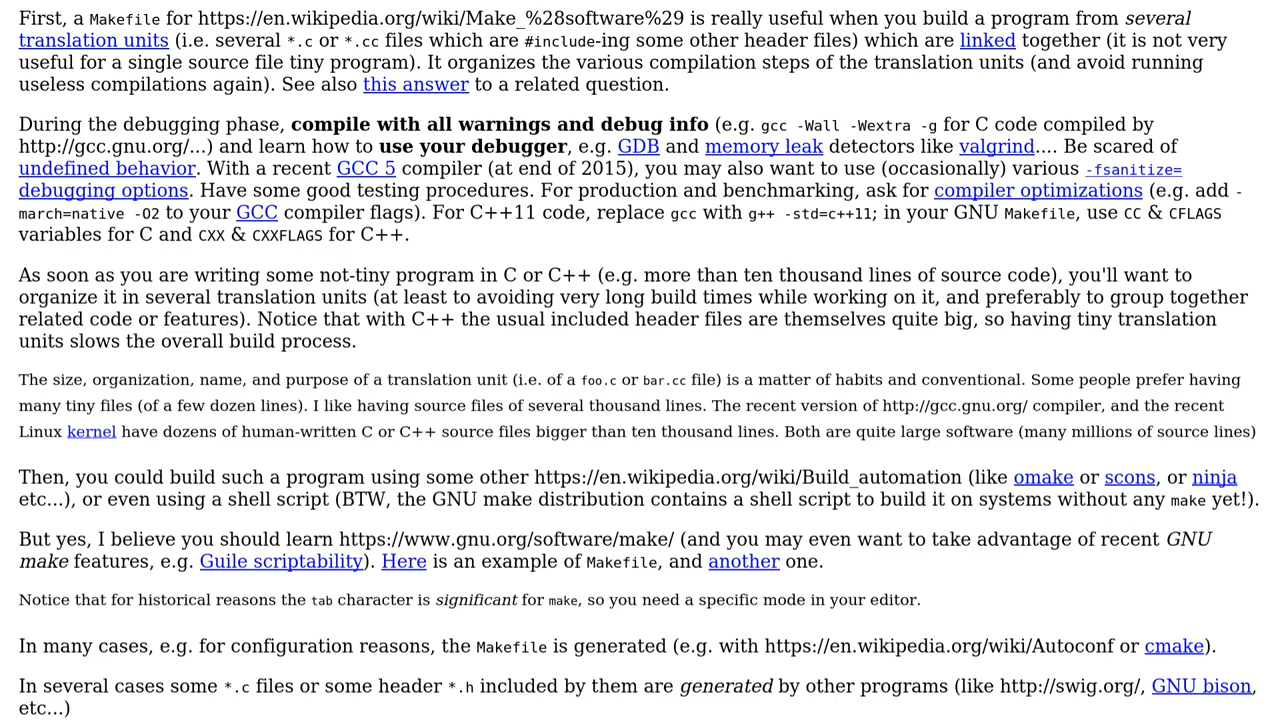 First, a Makefile for https://en.wikipedia.org/wiki/Make_%28software%29 is really useful when you build a program from several
translation units (i.e. several *.c or *.cc files which are #include-ing some other header files) which are linked together (it is not very
useful for a single source file tiny program). It organizes the various compilation steps of the translation units (and avoid running
useless compilations again). See also this answer to a related question.
During the debugging phase, compile with all warnings and debug info (e.g. gcc -Wall -Wextra -g for C code compiled by
http://gcc.gnu.org/...) and learn how to use your debugger, e.g. GDB and memory leak detectors like valgrind.... Be scared of
undefined behavior. With a recent GCC 5 compiler (at end of 2015), you may also want to use (occasionally) various -fsanitize=
debugging options. Have some good testing procedures. For production and benchmarking, ask for compiler optimizations (e.g. add -
march=native -O2 to your GCC compiler flags). For C++11 code, replace gcc with g++ -std=c++11; in your GNU Makefile, use CC & CFLAGS
variables for C and CXX & CXXFLAGS for C++.
As soon as you are writing some not-tiny program in C or C++ (e.g. more than ten thousand lines of source code), you'll want to
organize it in several translation units (at least to avoiding very long build times while working on it, and preferably to group together
related code or features). Notice that with C++ the usual included header files are themselves quite big, so having tiny translation
units slows the overall build process.
The size, organization, name, and purpose of a translation unit (i.e. of a foo.c or bar.cc file) is a matter of habits and conventional. Some people prefer having
many tiny files (of a few dozen lines). I like having source files of several thousand lines. The recent version of http://gcc.gnu.org/ compiler, and the recent
Linux kernel have dozens of human-written C or C++ source files bigger than ten thousand lines. Both are quite large software (many millions of source lines)
Then, you could build such a program using some other https://en.wikipedia.org/wiki/Build_automation (like omake or scons, or ninja
etc...), or even using a shell script (BTW, the GNU make distribution contains a shell script to build it on systems without any make yet!).
But yes, I believe you should learn https://www.gnu.org/software/make/ (and you may even want to take advantage of recent GNU
make features, e.g. Guile scriptability). Here is an example of Makefile, and another one.
Notice that for historical reasons the tab character is significant for make, so you need a specific mode in your editor.
In many cases, e.g. for configuration reasons, the Makefile is generated (e.g. with https://en.wikipedia.org/wiki/Autoconf or cmake).
In several cases some *.c files or some header *.h included by them are generated by other programs (like http://swig.org/, GNU bison,
etc...)